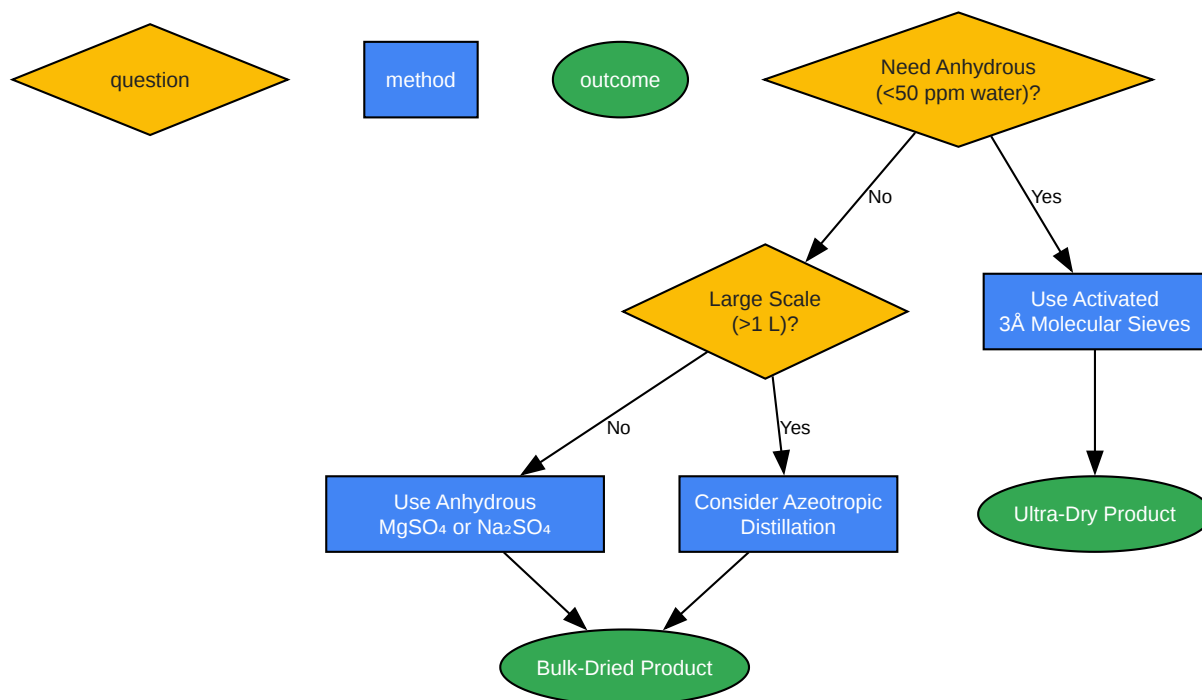 question
method
outcome
Need Anhydrous
(<50 ppm water)?
No
Yes
Large Scale
(>1 L)?
Use Activated
3Å Molecular Sieves
No
Yes
Use Anhydrous
MgSO₄ or Na₂SO₄
Consider Azeotropic
Distillation
Ultra-Dry Product
Bulk-Dried Product